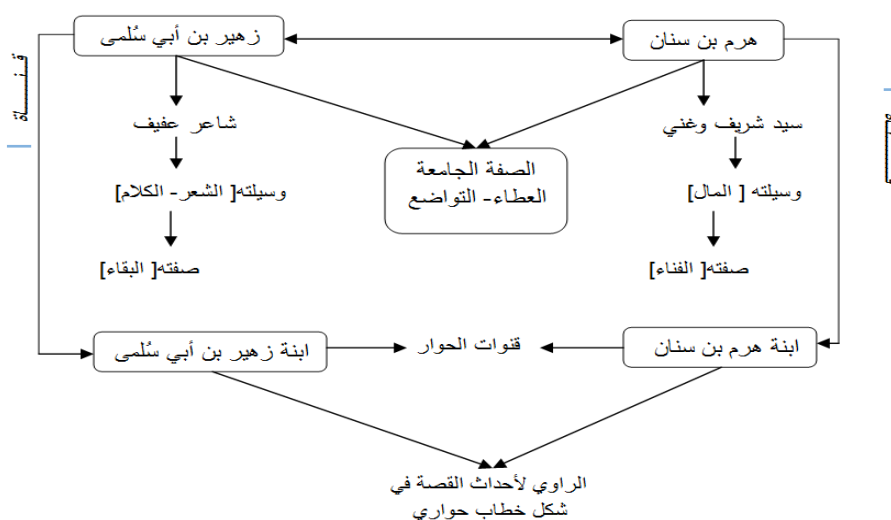 هرم بن سنان
زهير بن أبي سُلمى
سيد شريف وغني
شاعر عفيف
الصفة الجامعة
العطاء- التواضع
وسيلته [ المال]
وسيلته[ الشعر- الكلام]
صفته[ الفناء]
صفته[ البقاء]
ابنة هرم بن سنان
قنوات الحوار
ابنة زهير بن أبي سُلمى
الراوي لأحداث القصة في
شكل خطاب حواري